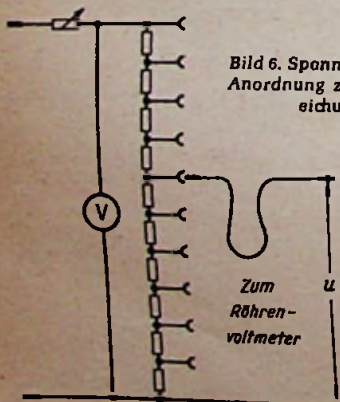 Bild 6. Spann
Anordnung z
eichu
V
Zum
Röhren-
voltmeter
u